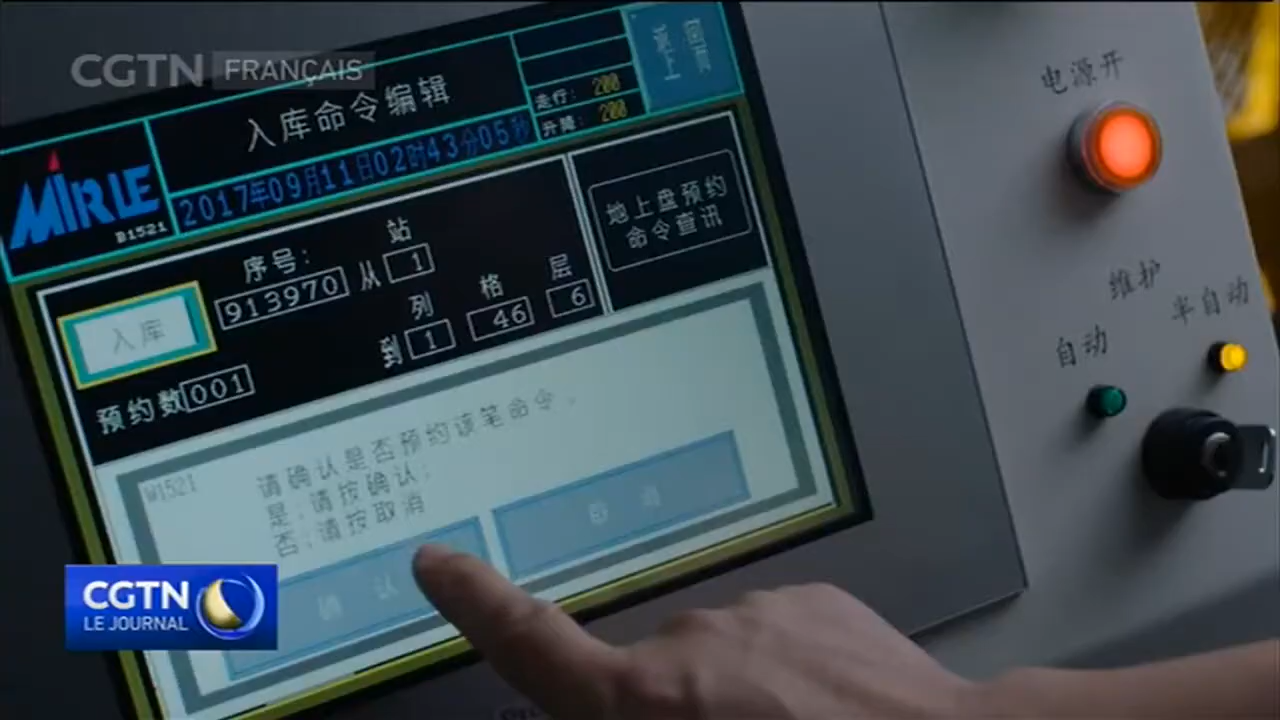 CGTN FRANÇAIS
入库命令编辑
走行: 200
升降: 200
MIRLE
B1521
2017年09月11日02时43分05秒
电源开
地上盘预约
命令查讯
序号:
站
913970 从 1
入库
列 格 层
到 1 46 6
预约数 001
维护
自动
半自动
W1521
请确认是否预约该笔命令.
是:请按确认:
否:请按取消
取 消
确 认
CGTN
LE JOURNAL